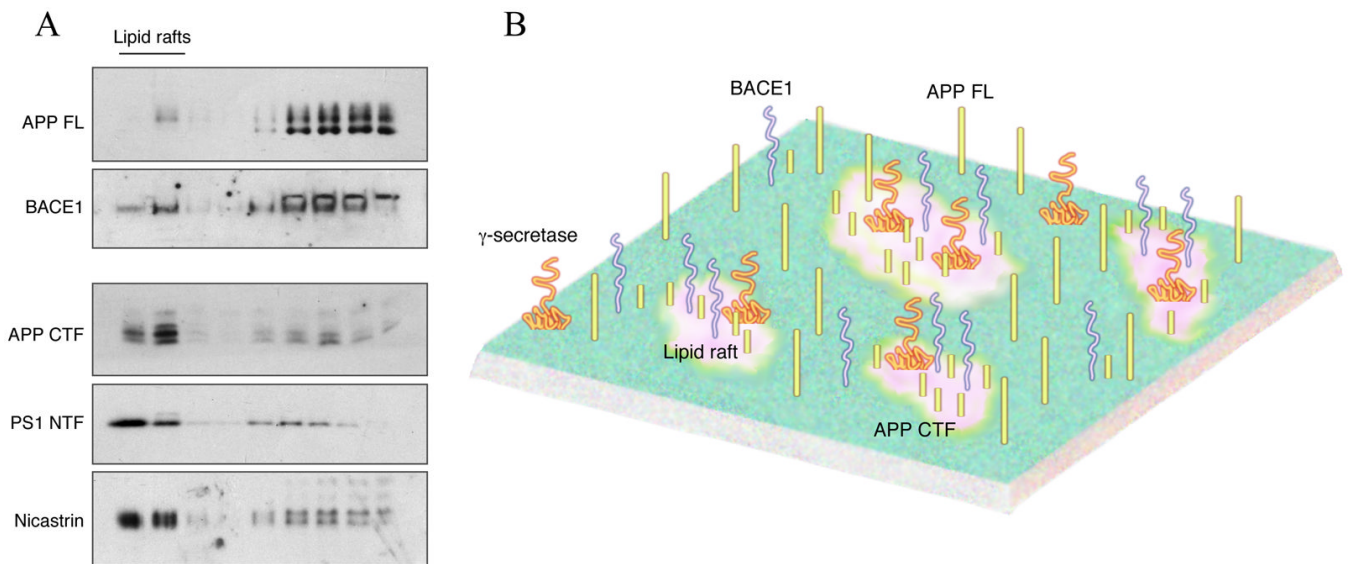 A
Lipid rafts
APP FL
BACE1
APP CTF
PS1 NTF
Nicastrin
B
BACE1
APP FL
γ-secretase
Lipid raft
APP CTF